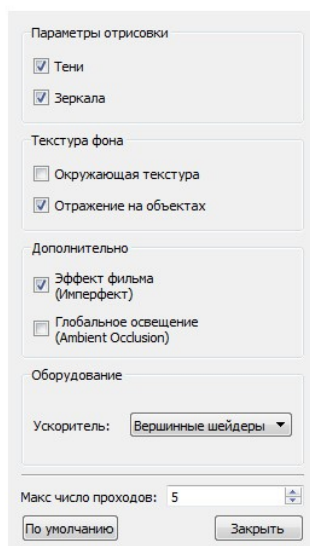 Параметры отрисовки
Тени
Зеркала
Текстура фона
Окружающая текстура
Отражение на объектах
Дополнительно
Эффект фильма
(Имперфект)
Глобальное освещение
(Ambient Occlusion)
Оборудование
Ускоритель: Вершинные шейдеры
Макс число проходов: 5
По умолчанию Закрыть